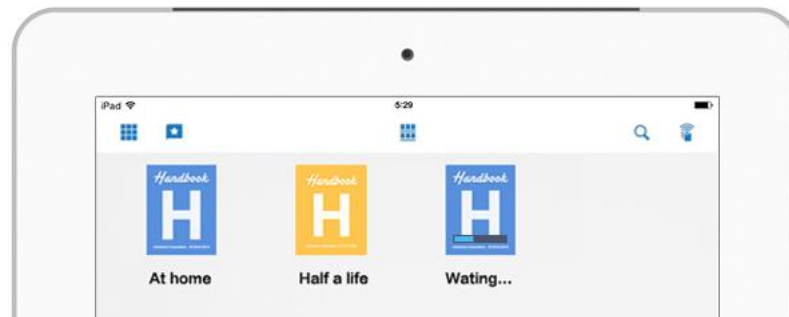 iPad
5:29
Handbook
H
Handbook
H
Handbook
H
At home
Half a life
Wating...